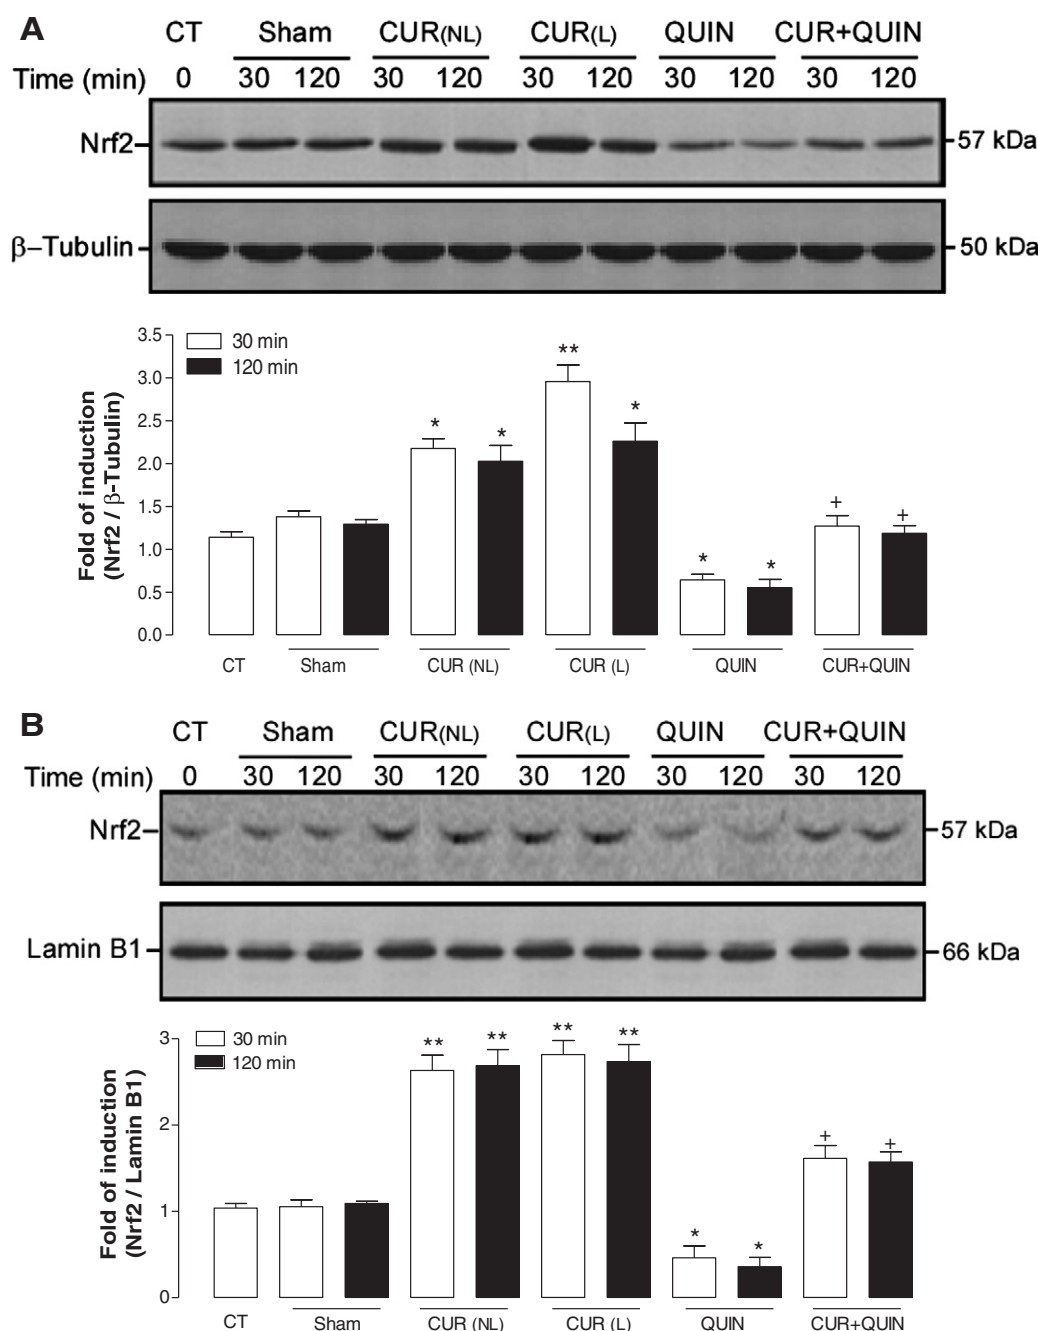 A
CT Sham CUR(NL) CUR(L) QUIN CUR+QUIN
Time (min) 0 30 120 30 120 30 120 30 120 30 120
Nrf2 57 kDa
β–Tubulin 50 kDa
3.5
3.0
2.5
2.0
1.5
1.0
0.5
0.0
Fold of induction
(Nrf2 / β-Tubulin)
30 min
120 min
* * ** * * * + +
CT Sham CUR (NL) CUR (L) QUIN CUR+QUIN
B
CT Sham CUR(NL) CUR(L) QUIN CUR+QUIN
Time (min) 0 30 120 30 120 30 120 30 120 30 120
Nrf2 57 kDa
Lamin B1 66 kDa
3
2
1
0
Fold of induction
(Nrf2 / Lamin B1)
30 min
120 min
** ** ** ** * * + +
CT Sham CUR (NL) CUR (L) QUIN CUR+QUIN